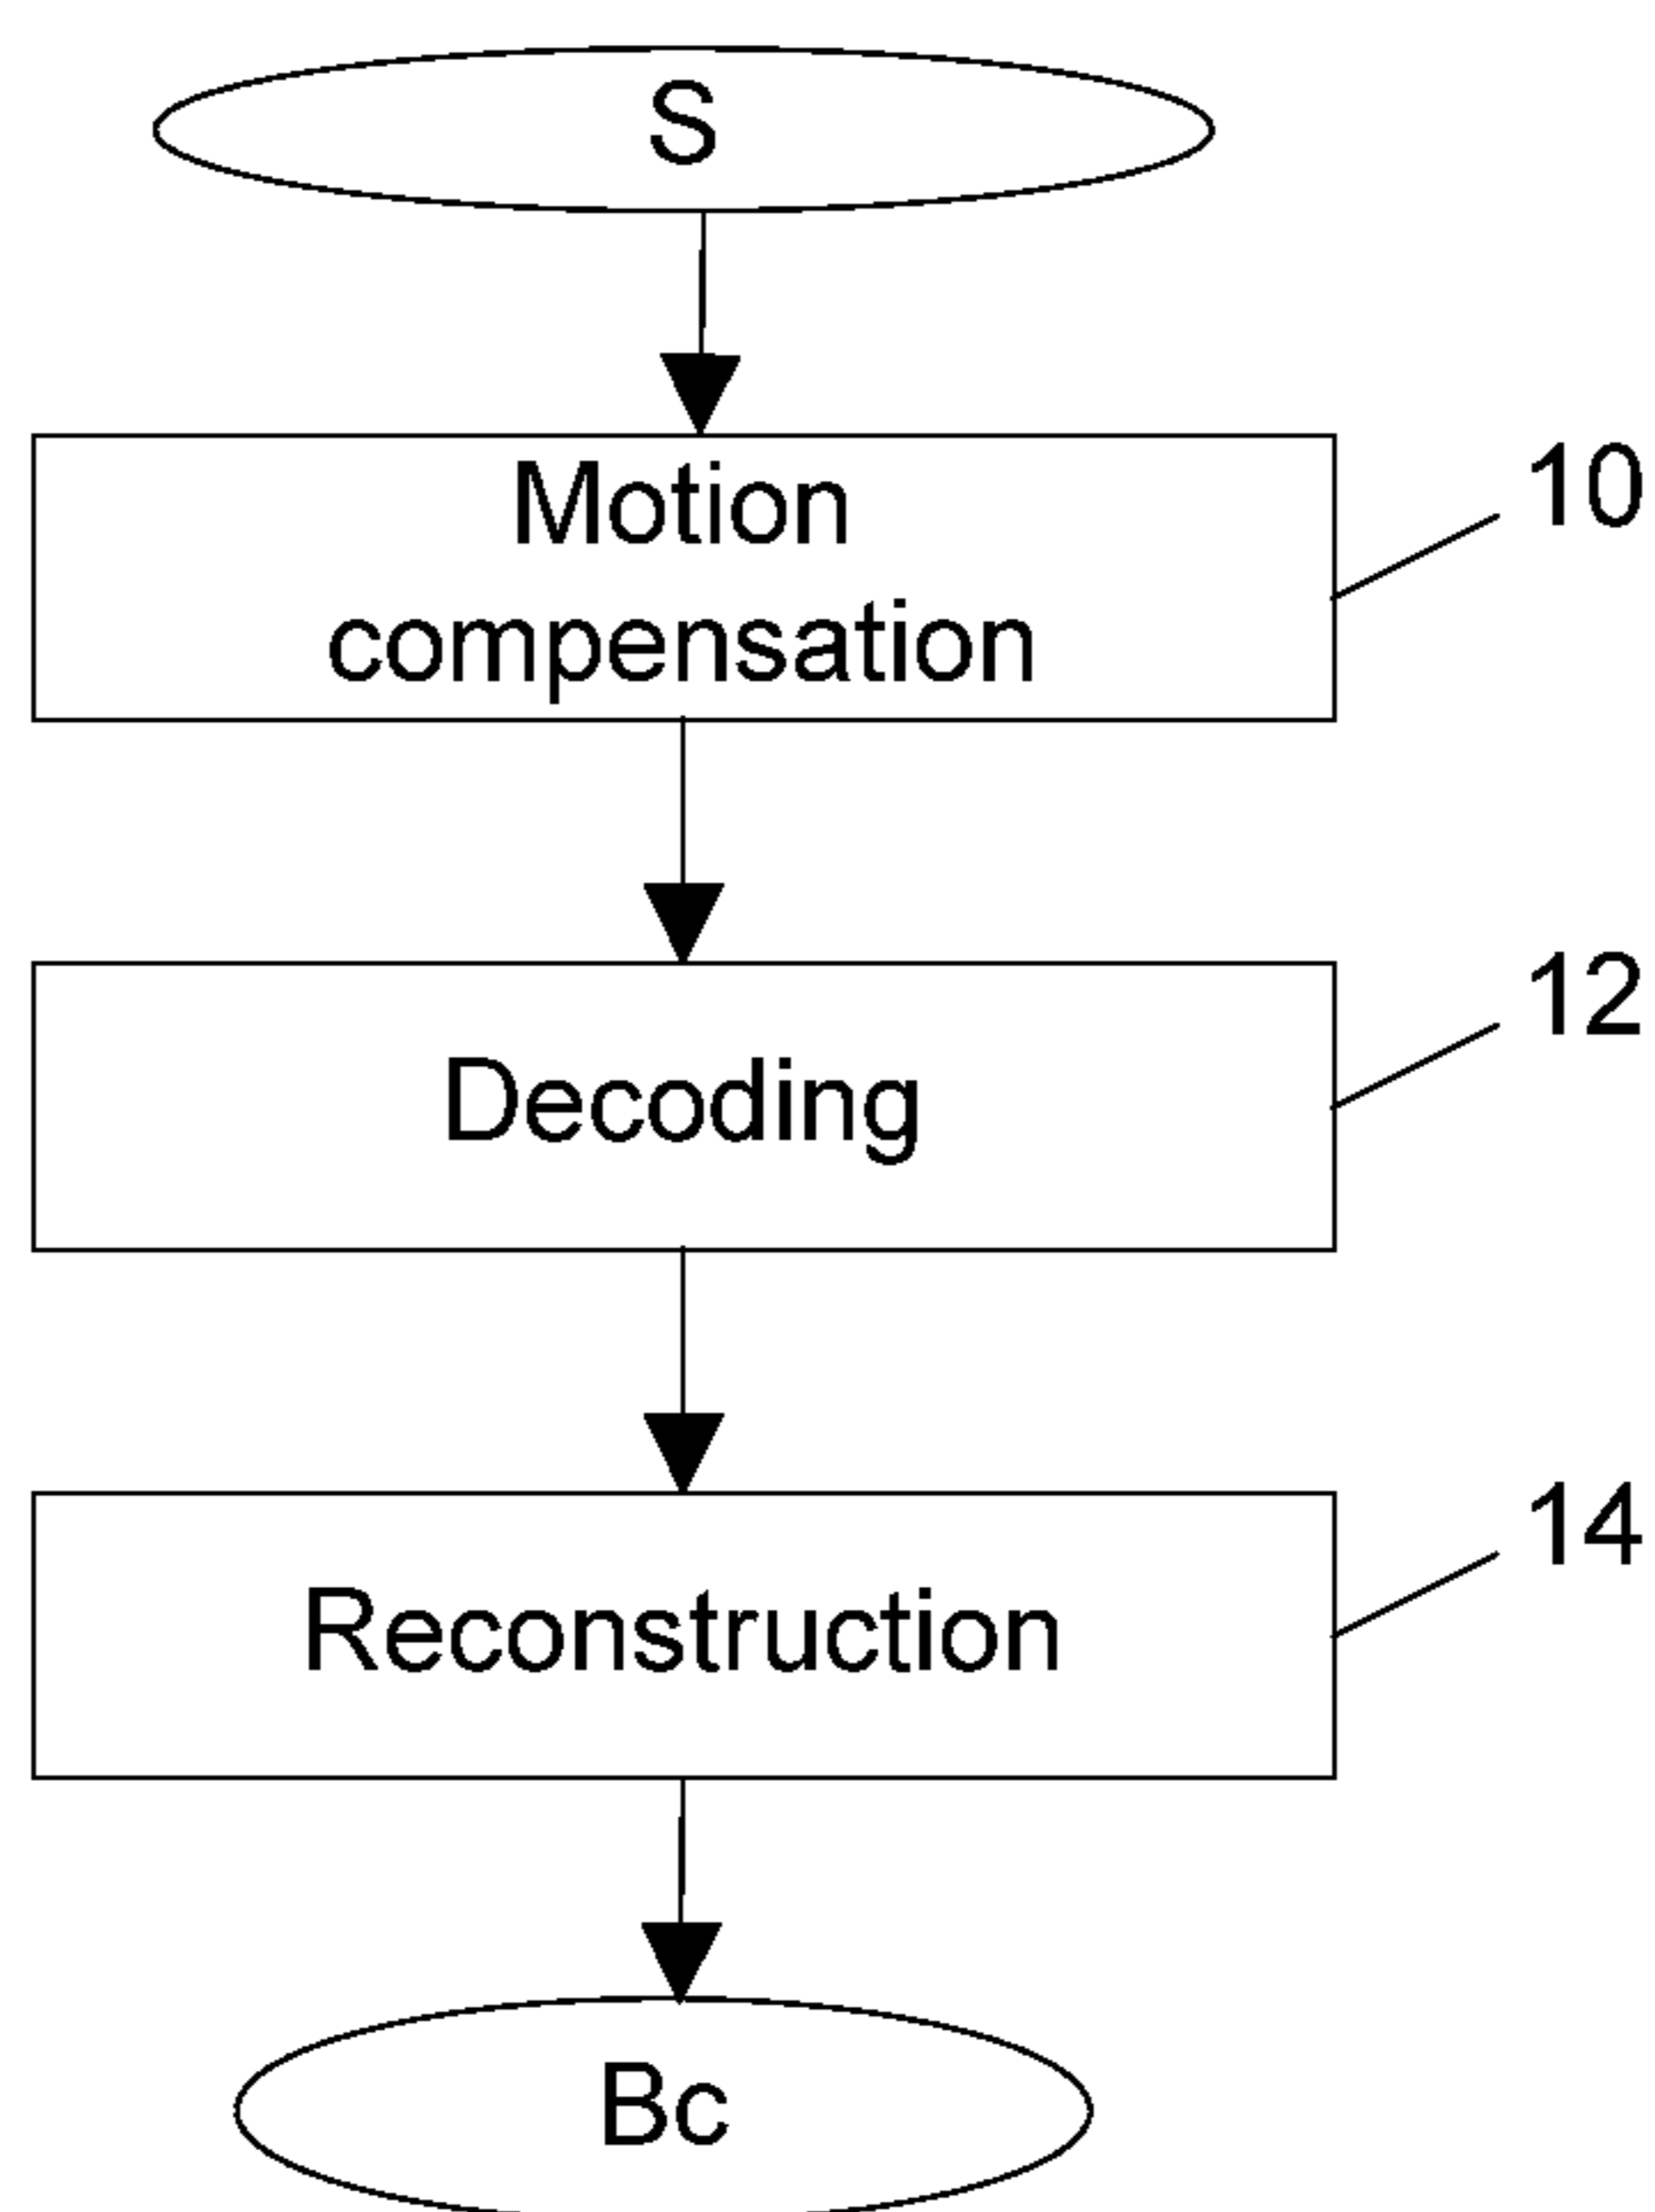 S
Motion
compensation
10
Decoding
12
Reconstruction
14
Bc